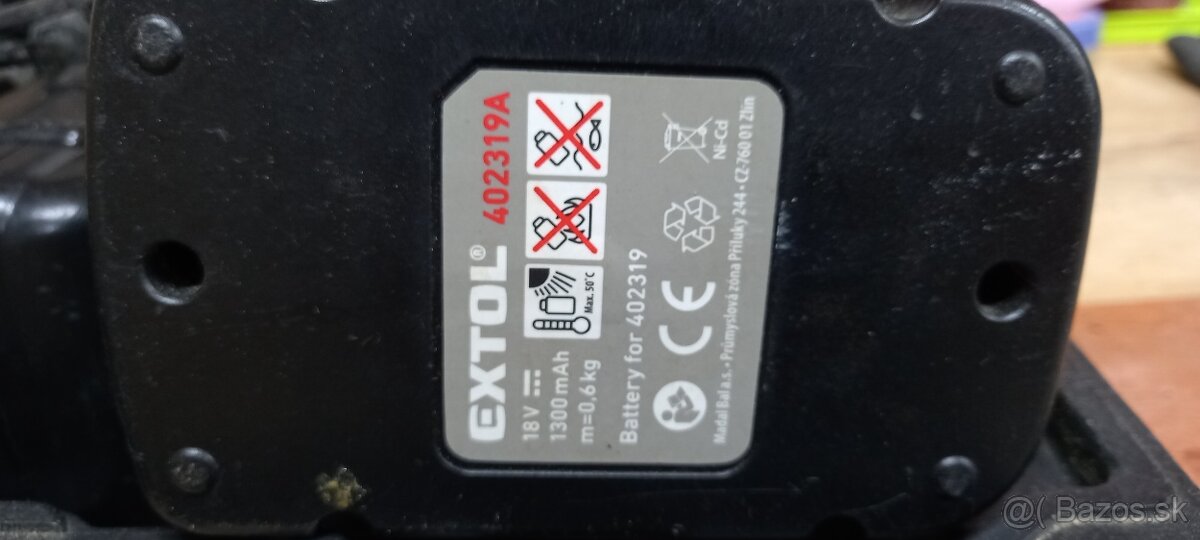 EXTOL® 402319A
18V
1300 mAh
m=0,6 kg
Max. 50°C
Battery for 402319
CE
Ni-Cd
Madal Bal a.s. • Průmyslová zóna Příluky 244 • CZ-760 01 Zlín
@( Bazos.sk